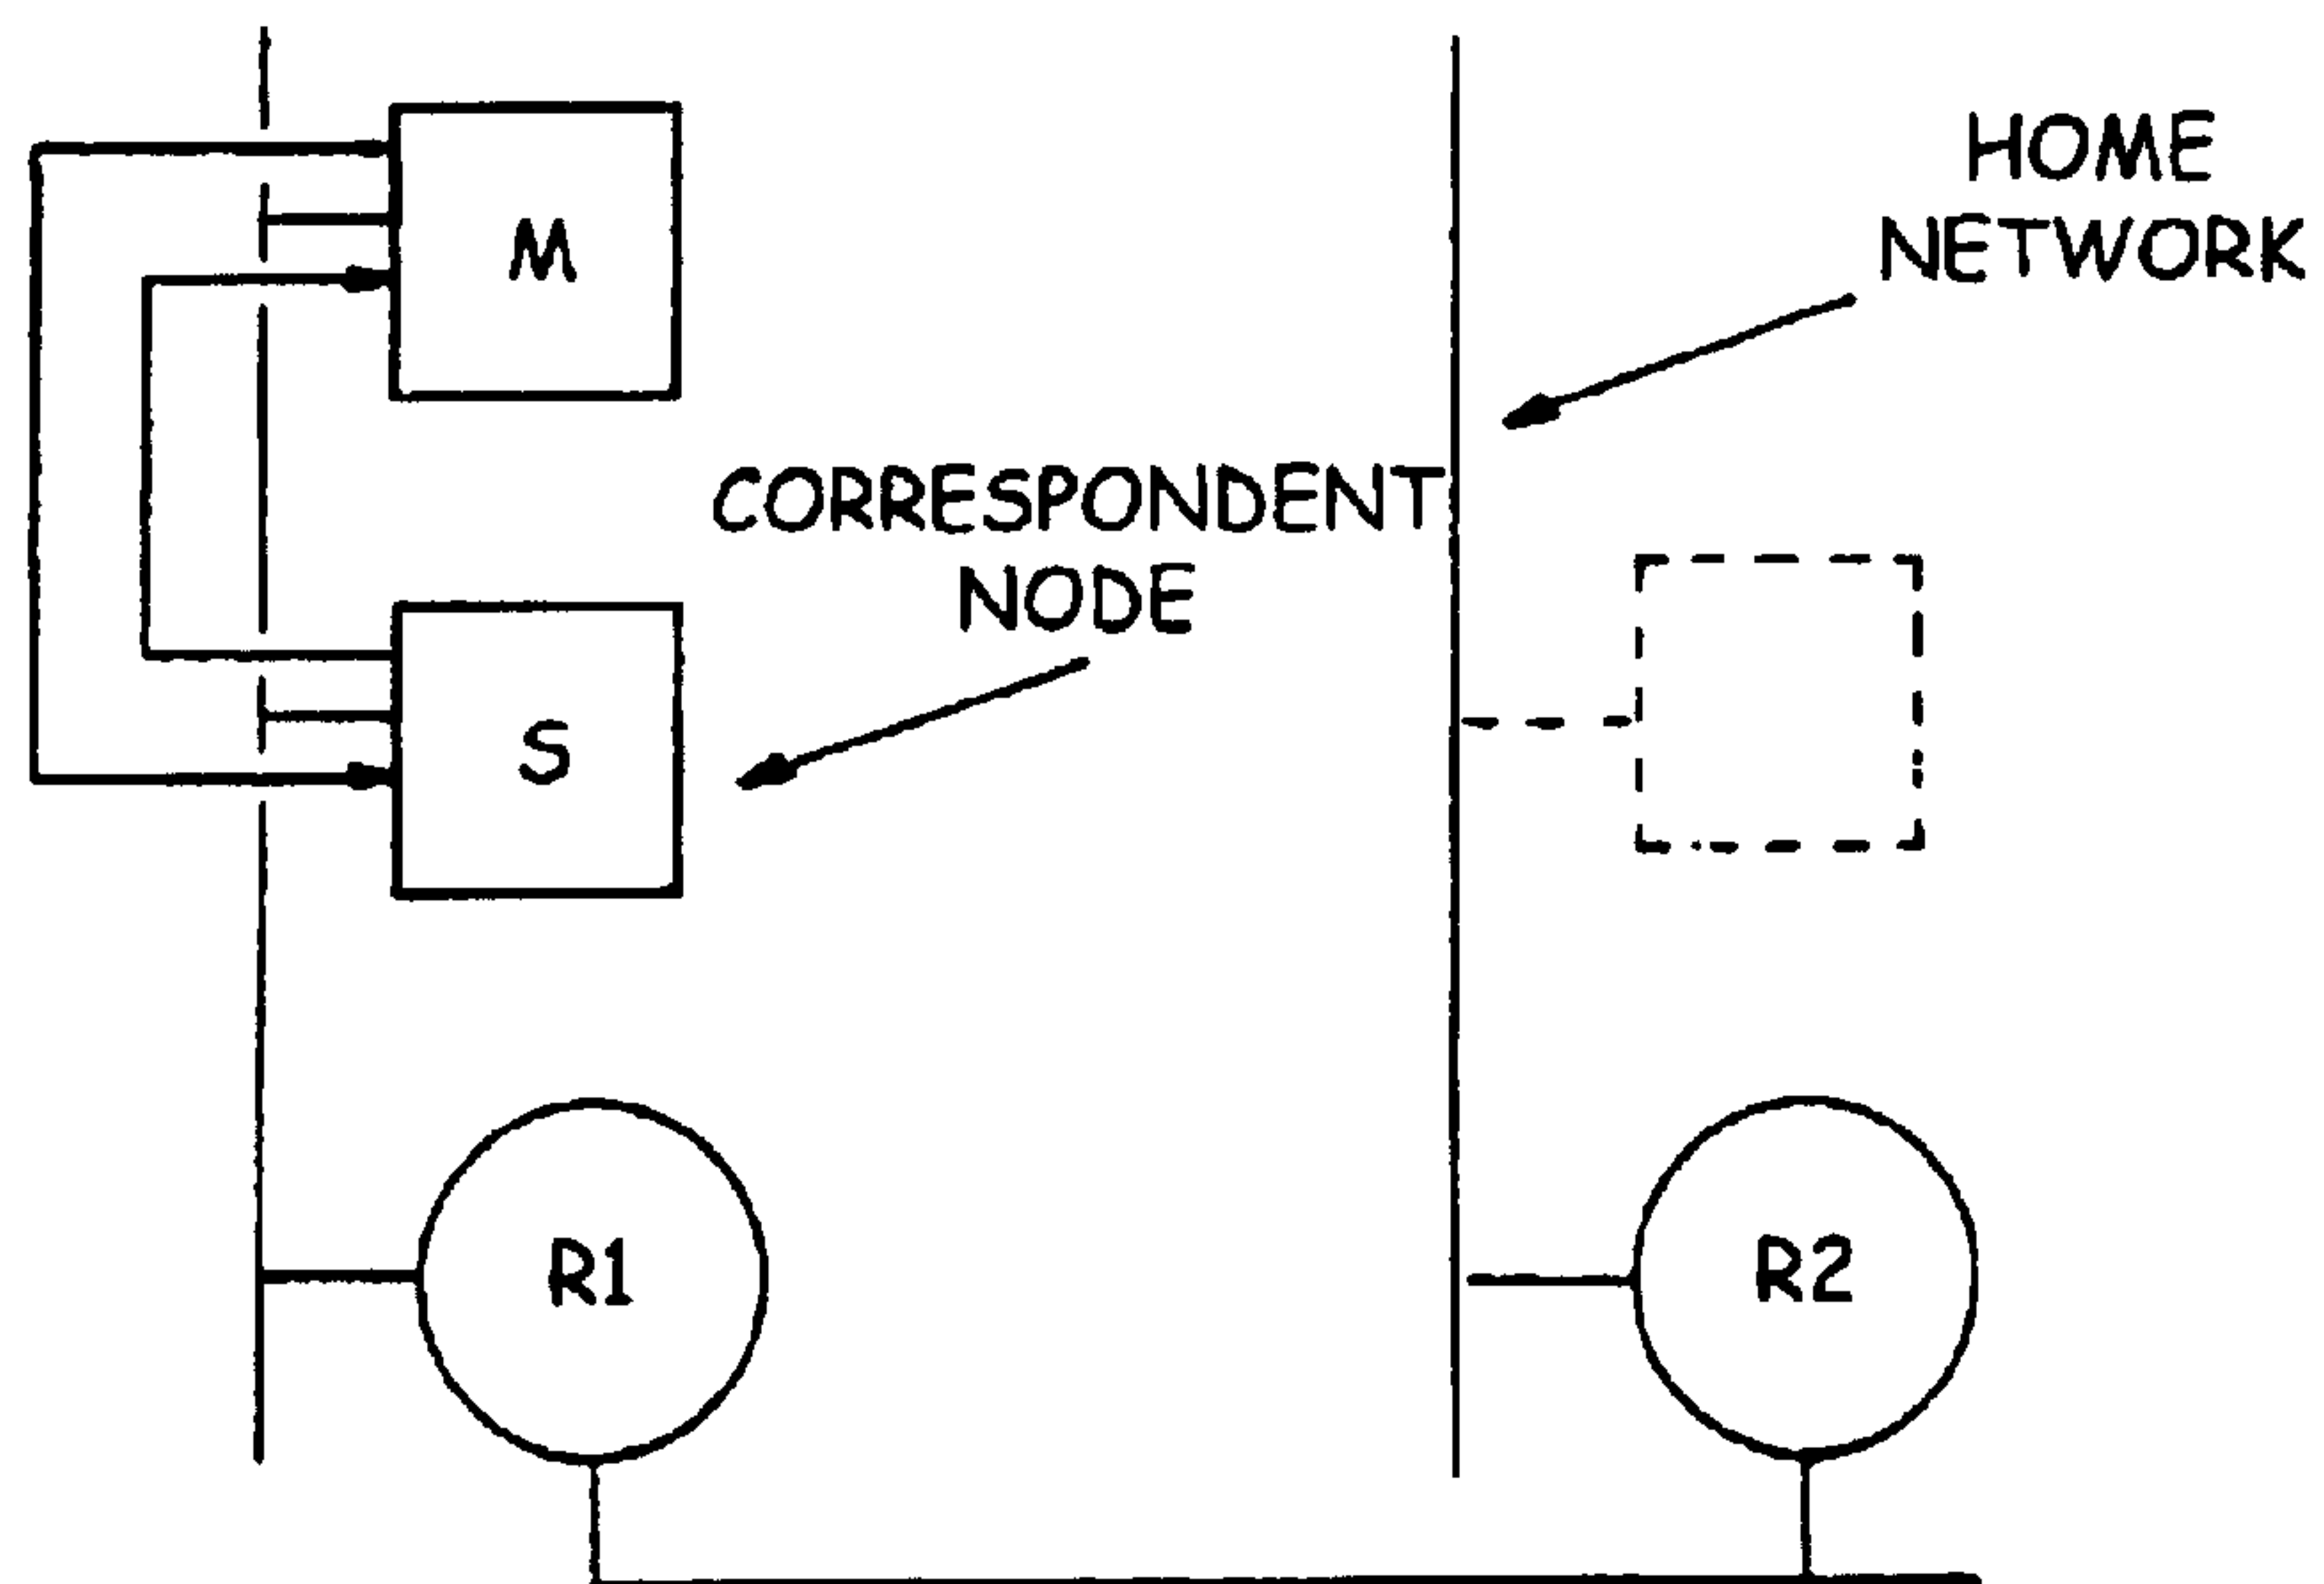 HOME
NETWORK
M
CORRESPONDENT
NODE
S
R1
R2